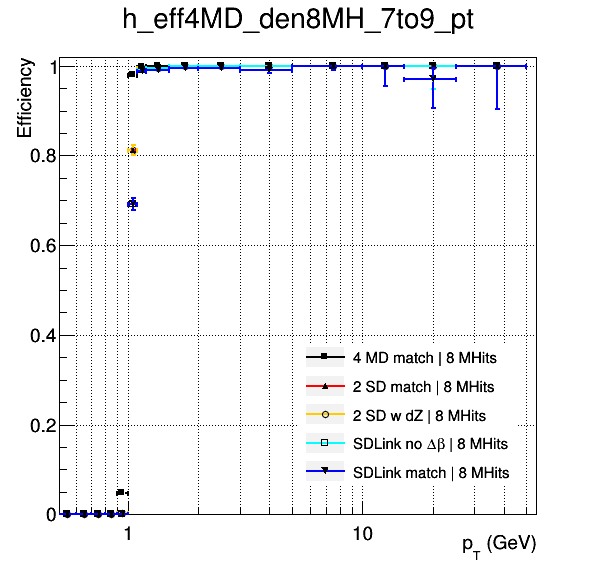 h_eff4MD_den8MH_7to9_pt
Efficiency
1
0.8
0.6
0.4
0.2
0
4 MD match | 8 MHits
2 SD match | 8 MHits
2 SD w dZ | 8 MHits
SDLink no Δβ | 8 MHits
SDLink match | 8 MHits
1
10
p_T (GeV)